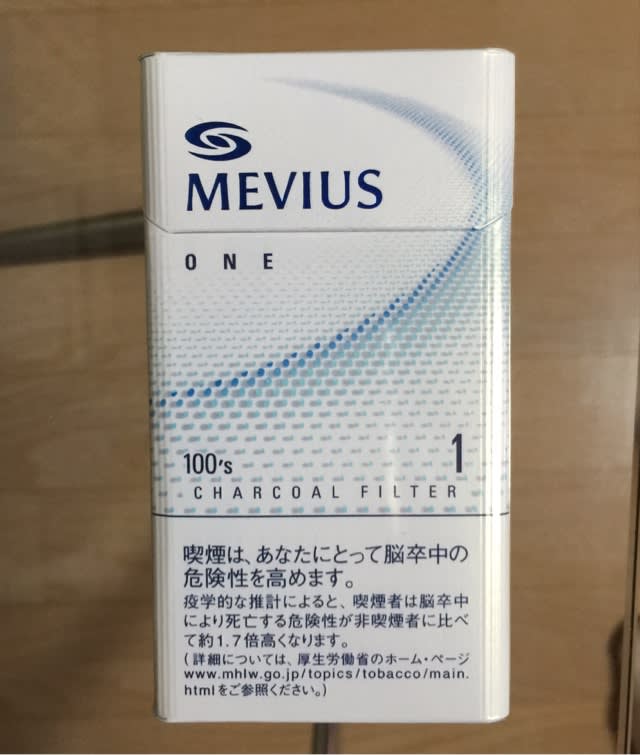 MEVIUS
ONE
100's
1
CHARCOAL FILTER
喫煙は、あなたにとって脳卒中の
危険性を高めます。
疫学的な推計によると、喫煙者は脳卒中
により死亡する危険性が非喫煙者に比べ
て約1.7倍高くなります。
(詳細については、厚生労働省のホーム・ページ
www.mhlw.go.jp/topics/tobacco/main.
htmlをご参照ください。)